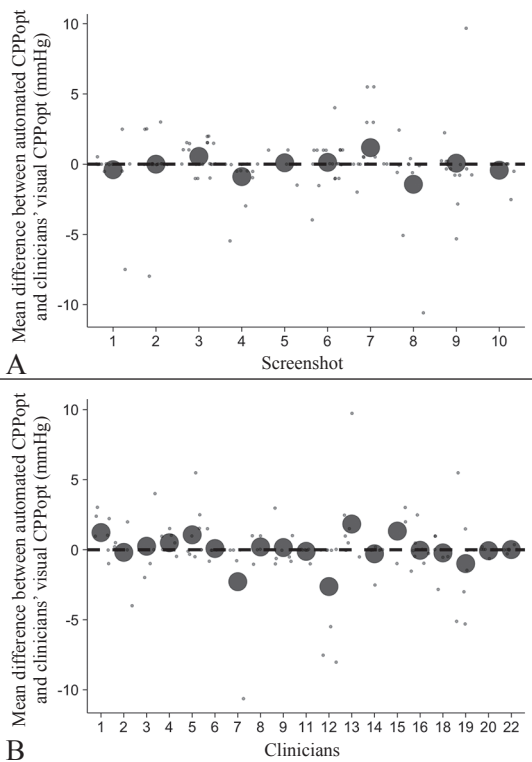 Mean difference between automated CPPopt
and clinicians' visual CPPopt (mmHg)
10
5
0
-5
-10
1 2 3 4 5 6 7 8 9 10
Screenshot
A
Mean difference between automated CPPopt
and clinicians' visual CPPopt (mmHg)
10
5
0
-5
-10
1 2 3 4 5 6 7 8 9 11 12 13 14 15 16 18 19 20 22
Clinicians
B